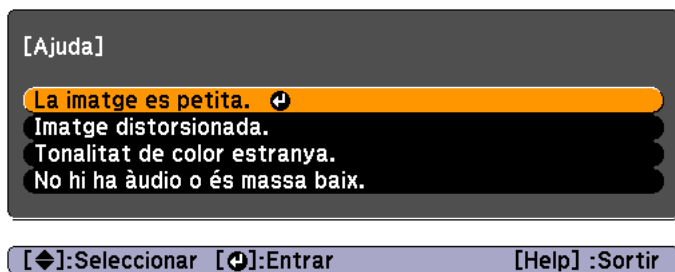 [Ajuda]
La imatge es petita.
Imatge distorsionada.
Tonalitat de color estranya.
No hi ha àudio o és massa baix.
[◆]:Seleccionar [↵]:Entrar [Help] :Sortir